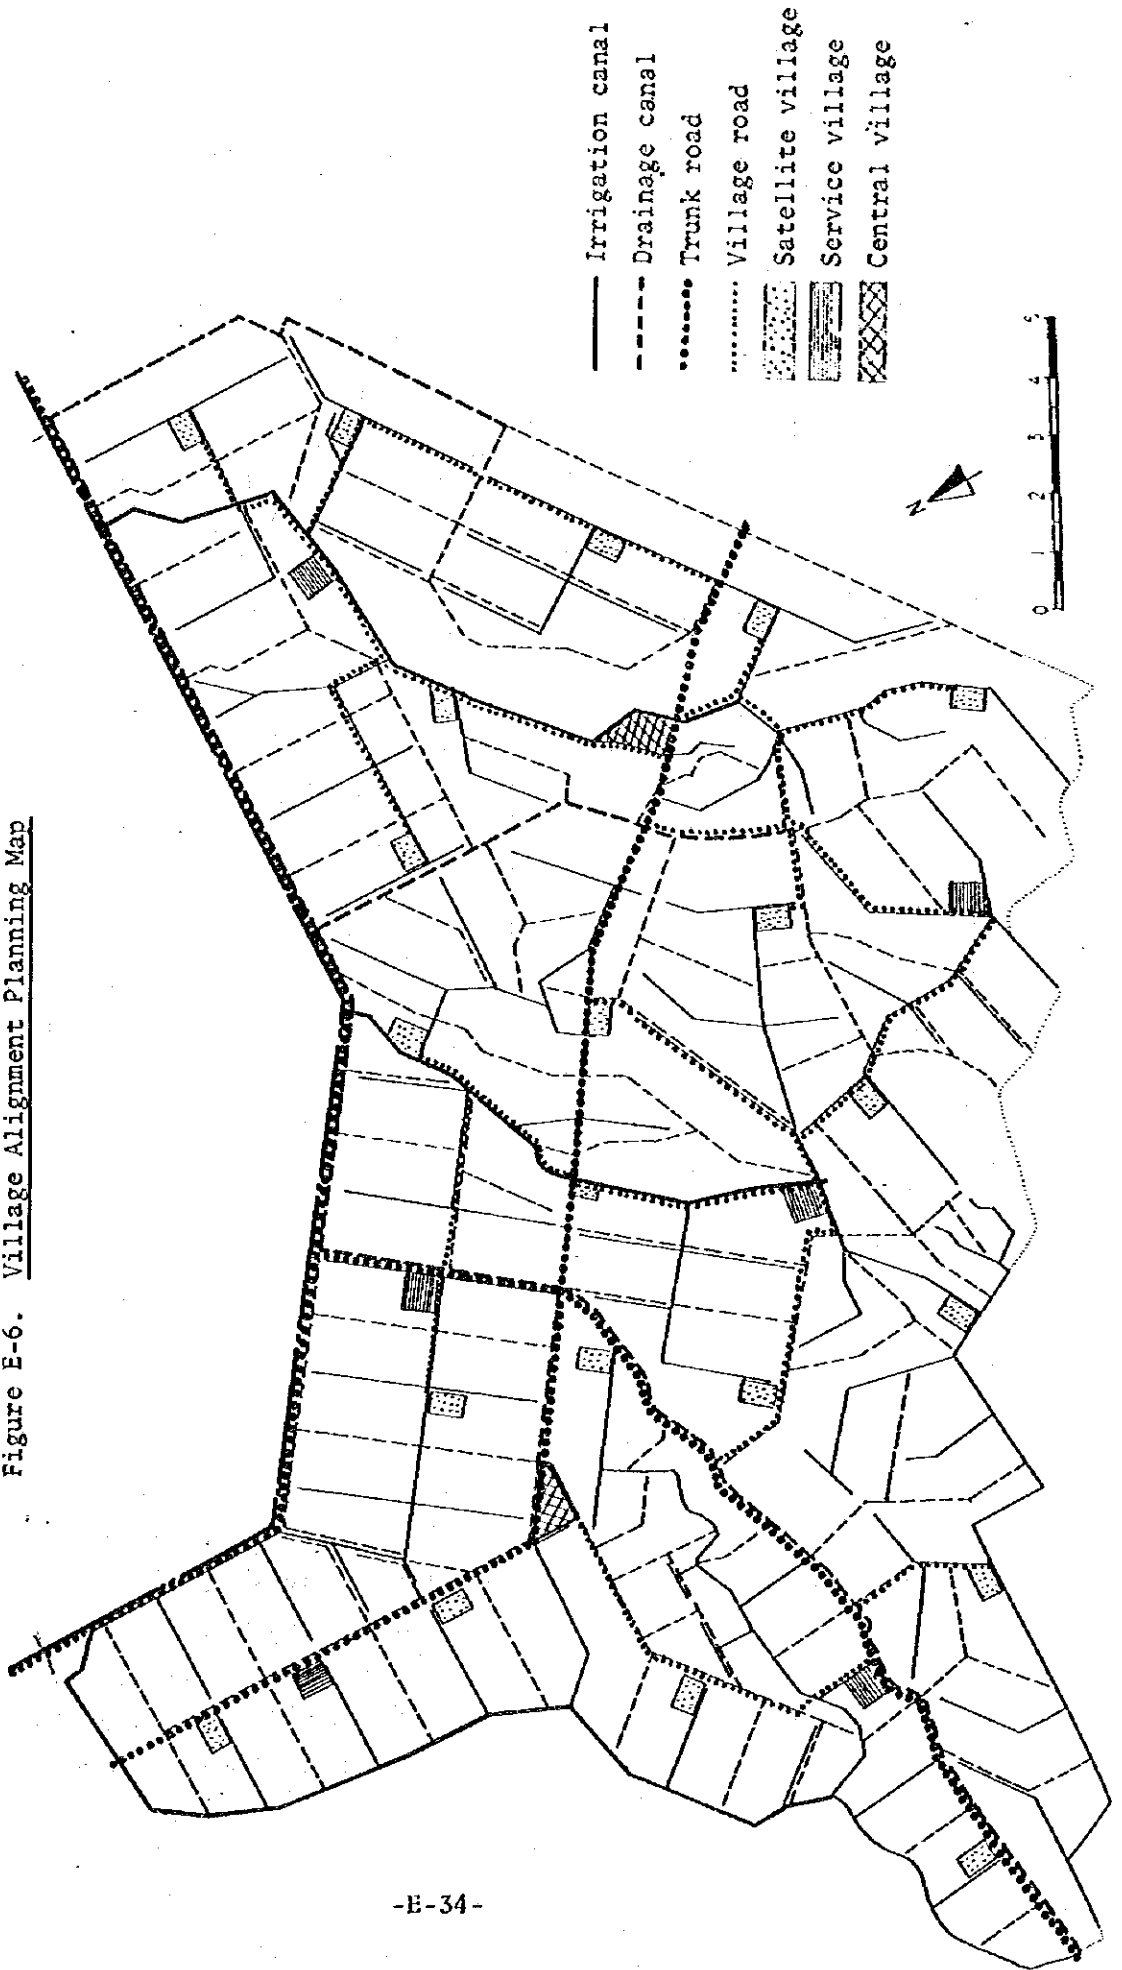 Figure E-6. Village Alignment Planning Map
Irrigation canal
Drainage canal
Trunk road
Village road
Satellite village
Service village
Central village
N
0 1 2 3 4 5
-E-34-